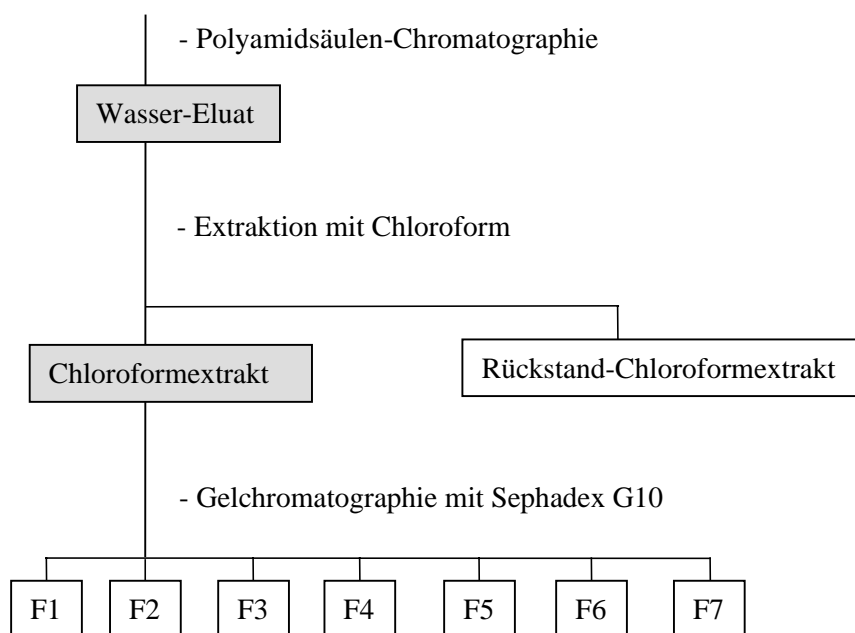 - Polyamidsäulen-Chromatographie
Wasser-Eluat
- Extraktion mit Chloroform
Chloroformextrakt
Rückstand-Chloroformextrakt
- Gelchromatographie mit Sephadex G10
F1 F2 F3 F4 F5 F6 F7